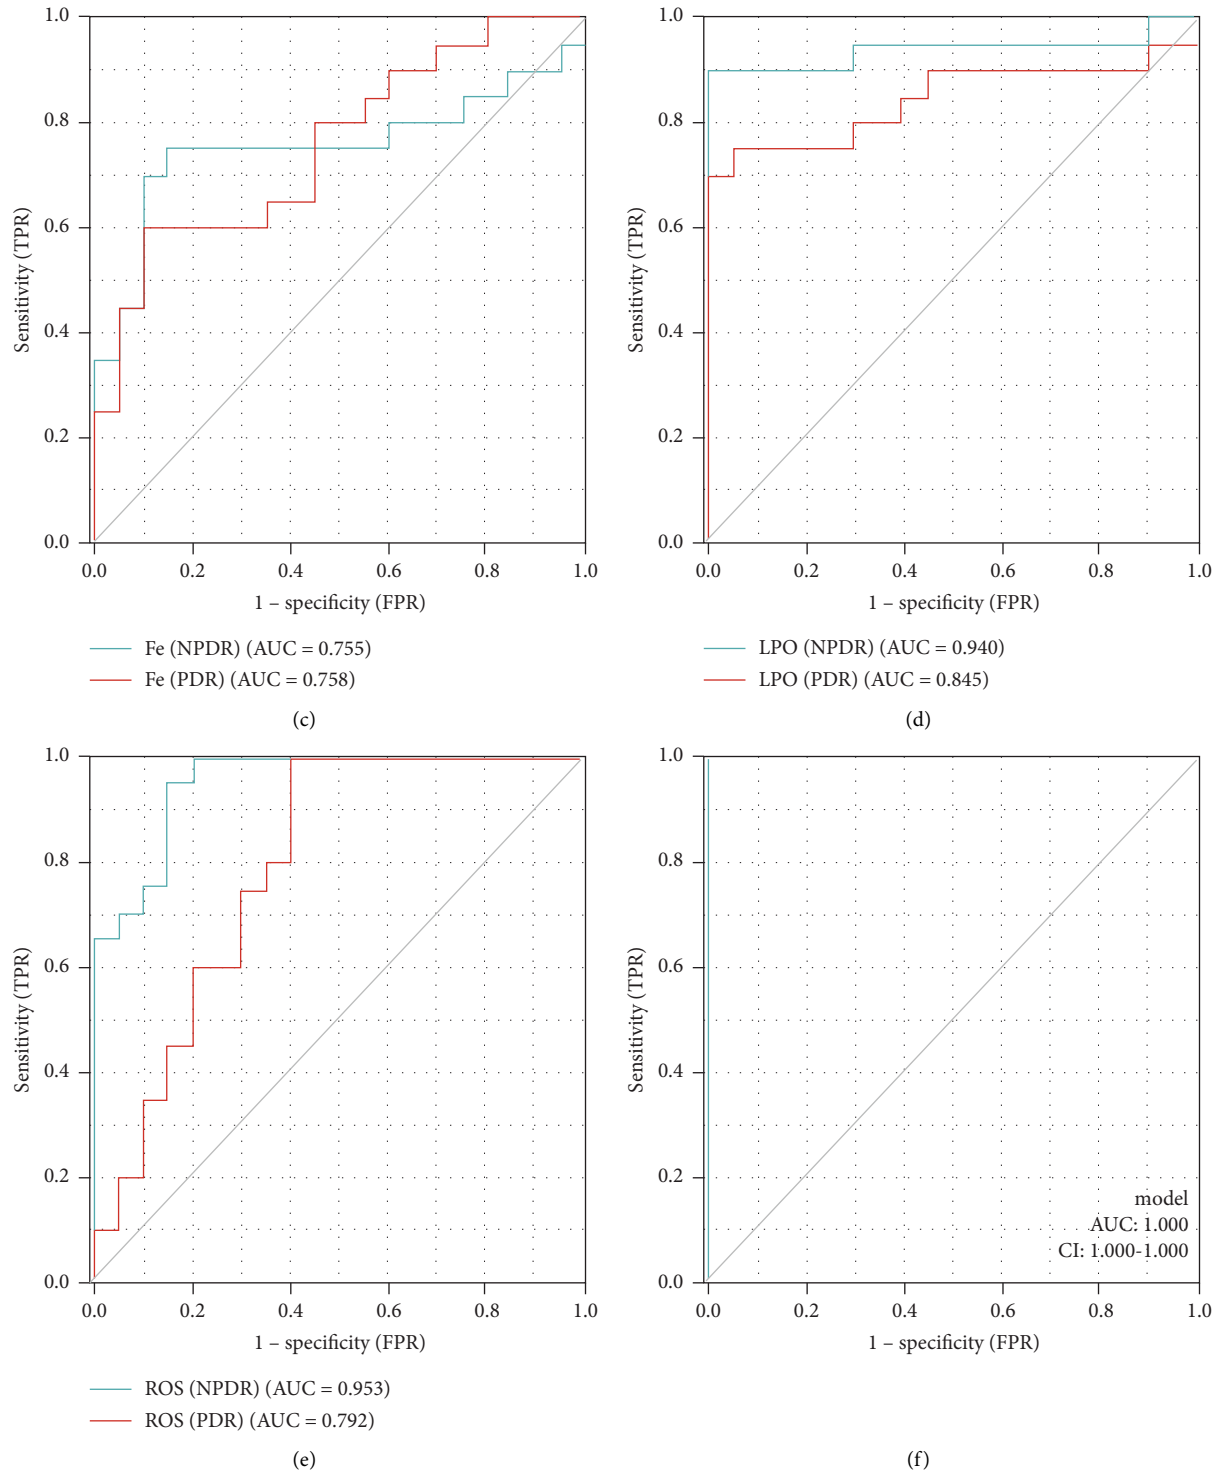 1.0
0.8
0.6
0.4
0.2
0.0
Sensitivity (TPR)
0.0 0.2 0.4 0.6 0.8 1.0
1 – specificity (FPR)
Fe (NPDR) (AUC = 0.755)
Fe (PDR) (AUC = 0.758)
(c)
1.0
0.8
0.6
0.4
0.2
0.0
Sensitivity (TPR)
0.0 0.2 0.4 0.6 0.8 1.0
1 – specificity (FPR)
LPO (NPDR) (AUC = 0.940)
LPO (PDR) (AUC = 0.845)
(d)
1.0
0.8
0.6
0.4
0.2
0.0
Sensitivity (TPR)
0.0 0.2 0.4 0.6 0.8 1.0
1 – specificity (FPR)
ROS (NPDR) (AUC = 0.953)
ROS (PDR) (AUC = 0.792)
(e)
1.0
0.8
0.6
0.4
0.2
0.0
Sensitivity (TPR)
model
AUC: 1.000
CI: 1.000-1.000
0.0 0.2 0.4 0.6 0.8 1.0
1 – specificity (FPR)
(f)